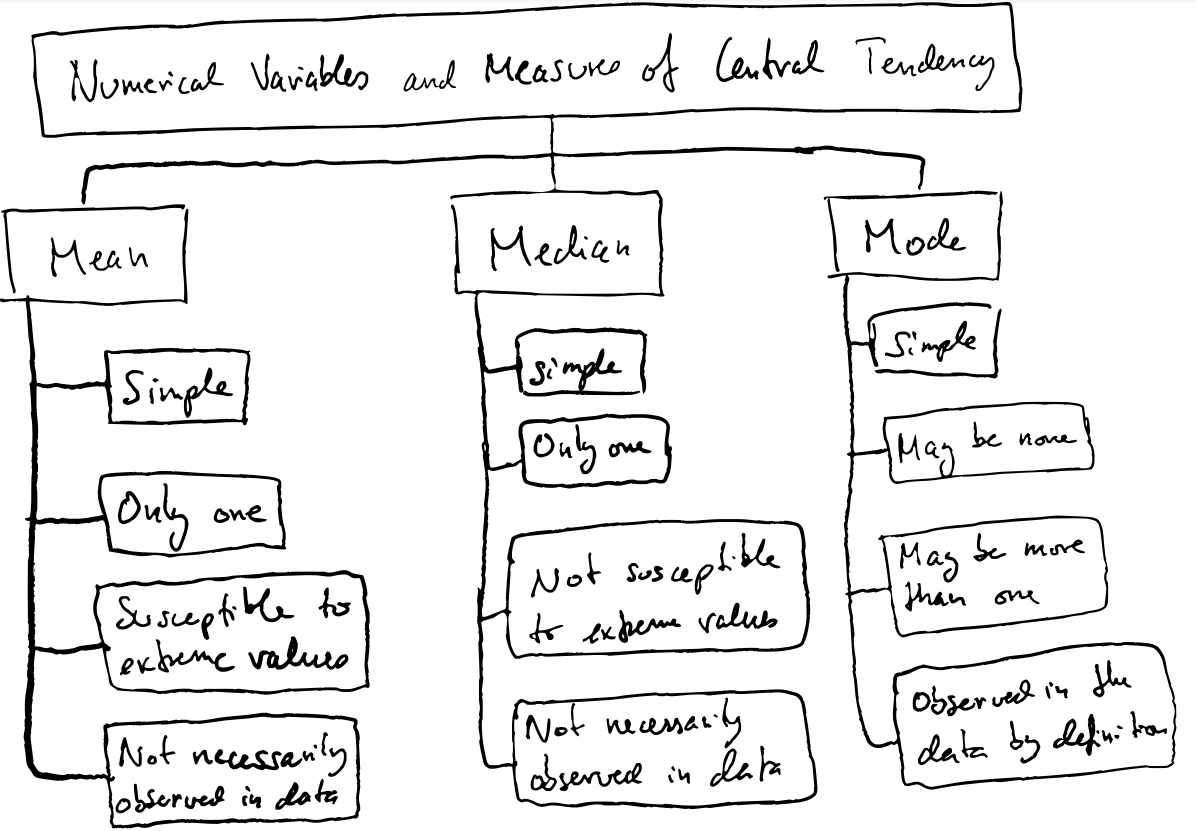 Numerical Variables and Measures of Central Tendency
Mean
Simple
Only one
Susceptible to
extreme values
Not necessarily
observed in data
Median
simple
Only one
Not susceptible
to extreme values
Not necessarily
observed in data
Mode
Simple
May be none
May be more
than one
Observed in the
data by definition